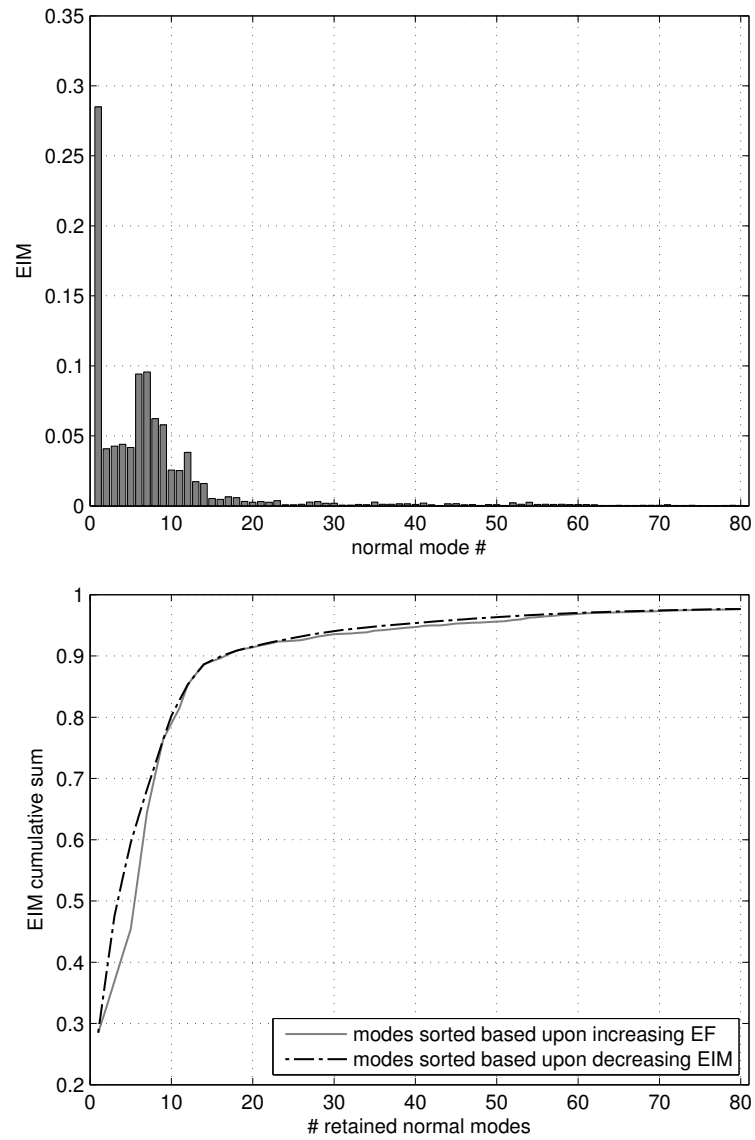 0.35
0.3
0.25
0.2
0.15
0.1
0.05
0
EIM
0 10 20 30 40 50 60 70 80
normal mode #
1
0.9
0.8
0.7
0.6
0.5
0.4
0.3
0.2
EIM cumulative sum
modes sorted based upon increasing EF
modes sorted based upon decreasing EIM
0 10 20 30 40 50 60 70 80
# retained normal modes